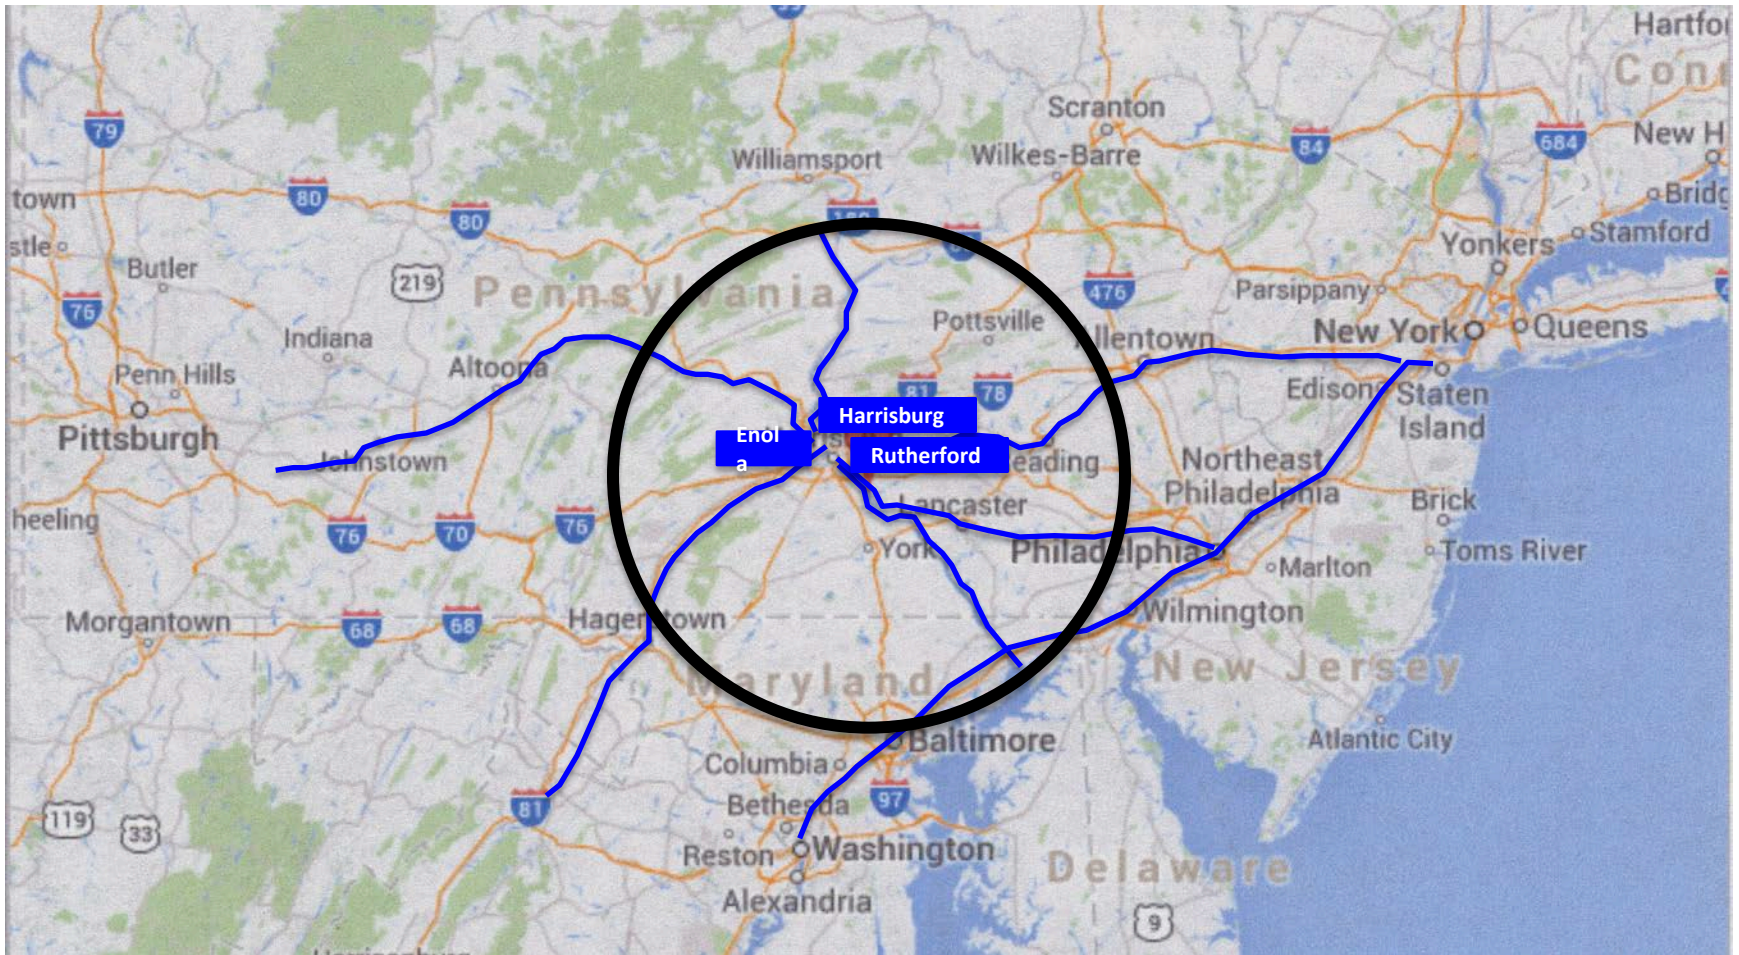 Hartfo
Conn
79
Scranton
84
684
New H
Williamsport
Wilkes-Barre
town
80
80
180
Bridg
stle
Yonkers
Stamford
Butler
219
Pennsylvania
476
Parsippany
76
Indiana
Pottsville
Allentown
New York
Queens
Penn Hills
Altoona
81
78
Edison
Staten
Island
Pittsburgh
Harrisburg
Enol
a
Rutherford
Johnstown
eading
Northeast
Philadelphia
Lancaster
Brick
heeling
76
70
76
York
Philadelphia
Toms River
Marlton
Morgantown
68
68
Hagerstown
Wilmington
Maryland
New Jersey
Baltimore
Atlantic City
Columbia
81
Bethesda
97
119
33
Reston
Washington
Delaware
Alexandria
9